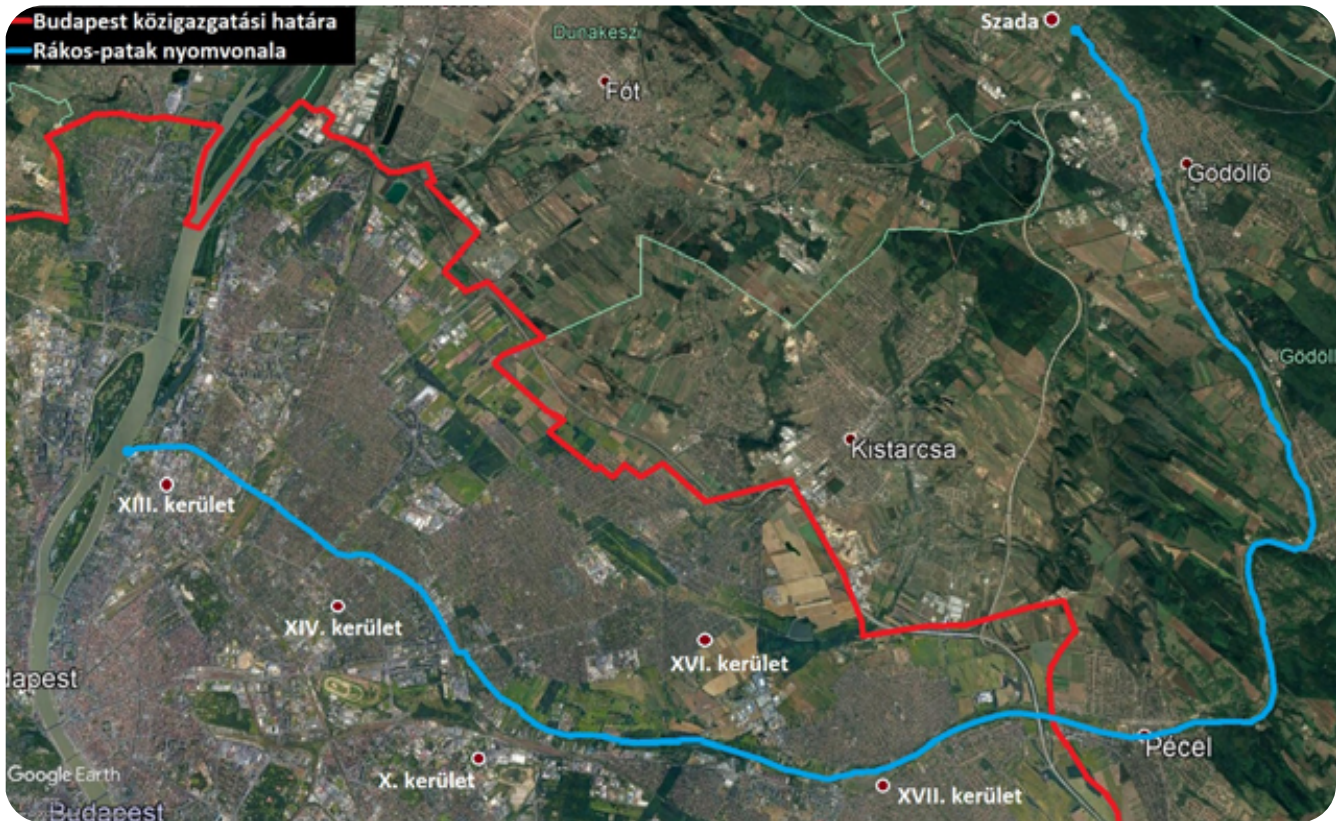 Budapest közigazgatási határa
Rákos-patak nyomvonala
Szada
Dunakeszi
Fót
Gödöllő
Gödöll
Kistarcsa
XIII. kerület
XIV. kerület
XVI. kerület
dapest
Pécel
Google Earth
X. kerület
XVII. kerület
Budapest